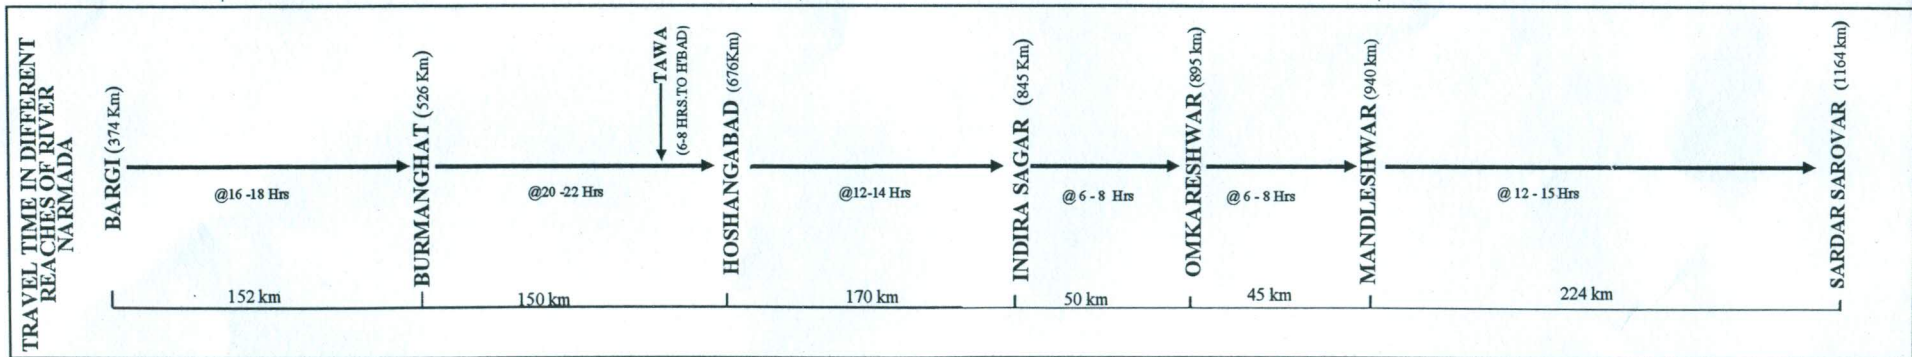 TRAVEL TIME IN DIFFERENT
REACHES OF RIVER
NARMADA
BARGI (374 Km)
@16 -18 Hrs
BURMANGHAT (526 Km)
@20 -22 Hrs
TAWA
(6-8 HRS.TO H'BAD)
HOSHANGABAD (676Km)
@12-14 Hrs
INDIRA SAGAR (845 Km)
@ 6 - 8 Hrs
OMKARESHWAR (895 km)
@ 6 - 8 Hrs
MANDLESHWAR (940 km)
@ 12 - 15Hrs
SARDAR SAROVAR (1164 km)
152 km
150 km
170 km
50 km
45 km
224 km